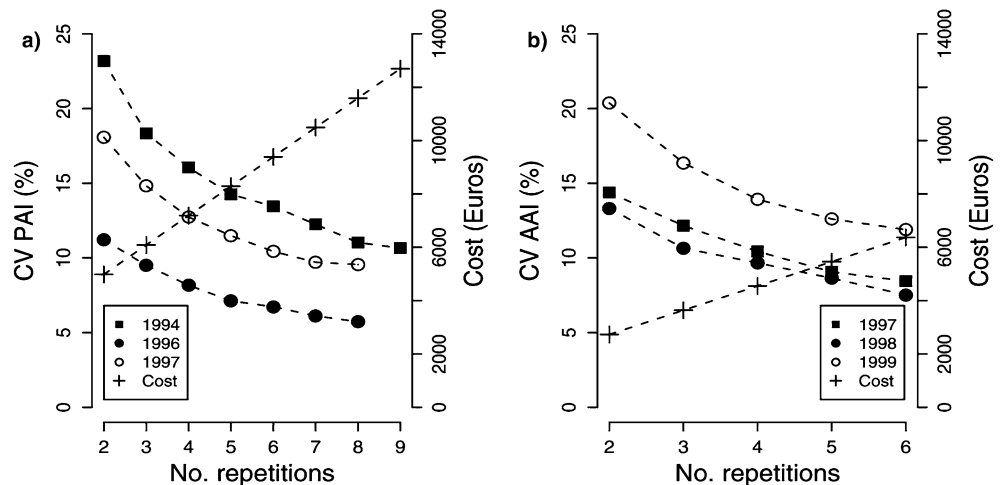 a)
25
20
15
10
5
0
CV PAI (%)
14000
10000
6000
2000
0
Cost (Euros)
1994
1996
1997
Cost
2 3 4 5 6 7 8 9
No. repetitions
b)
25
20
15
10
5
0
CV AAI (%)
14000
10000
6000
2000
0
Cost (Euros)
1997
1998
1999
Cost
2 3 4 5 6
No. repetitions